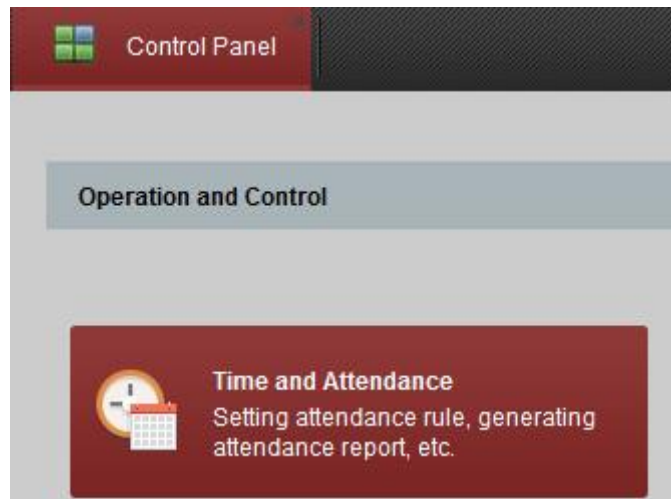 Control Panel
Operation and Control
Time and Attendance
Setting attendance rule, generating
attendance report, etc.